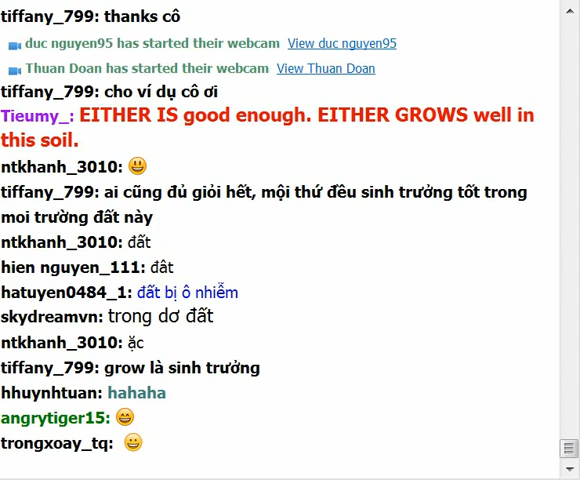 tiffany_799: thanks cô
duc nguyen95 has started their webcam View duc nguyen95
Thuan Doan has started their webcam View Thuan Doan
tiffany_799: cho ví dụ cô ơi
Tieumy_: EITHER IS good enough. EITHER GROWS well in
this soil.
ntkhanh_3010: 😃
tiffany_799: ai cũng đủ giỏi hết, mội thứ đều sinh trưởng tốt trong
moi trường đất này
ntkhanh_3010: đất
hien nguyen_111: đât
hatuyen0484_1: đất bị ô nhiễm
skydreamvn: trong dơ đất
ntkhanh_3010: ặc
tiffany_799: grow là sinh trưởng
hhuynhtuan: hahaha
angrytiger15: 😄
trongxoay_tq: 😀